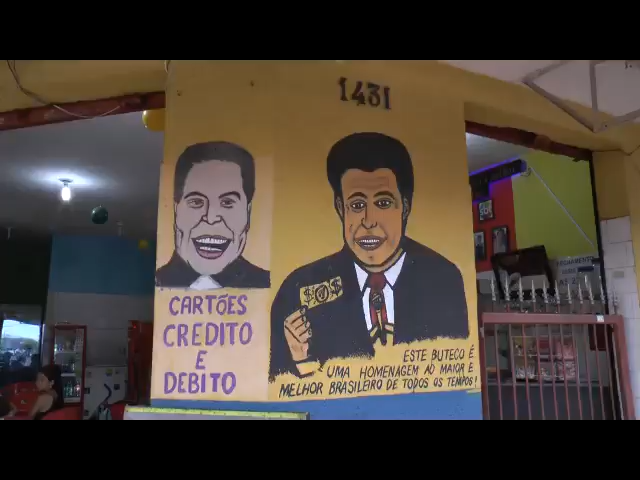 1431
$0$
CARTÕES
CREDITO
E
DEBITO
ESTE BUTECO É
UMA HOMENAGEM AO MAIOR E
MELHOR BRASILEIRO DE TODOS OS TEMPOS!